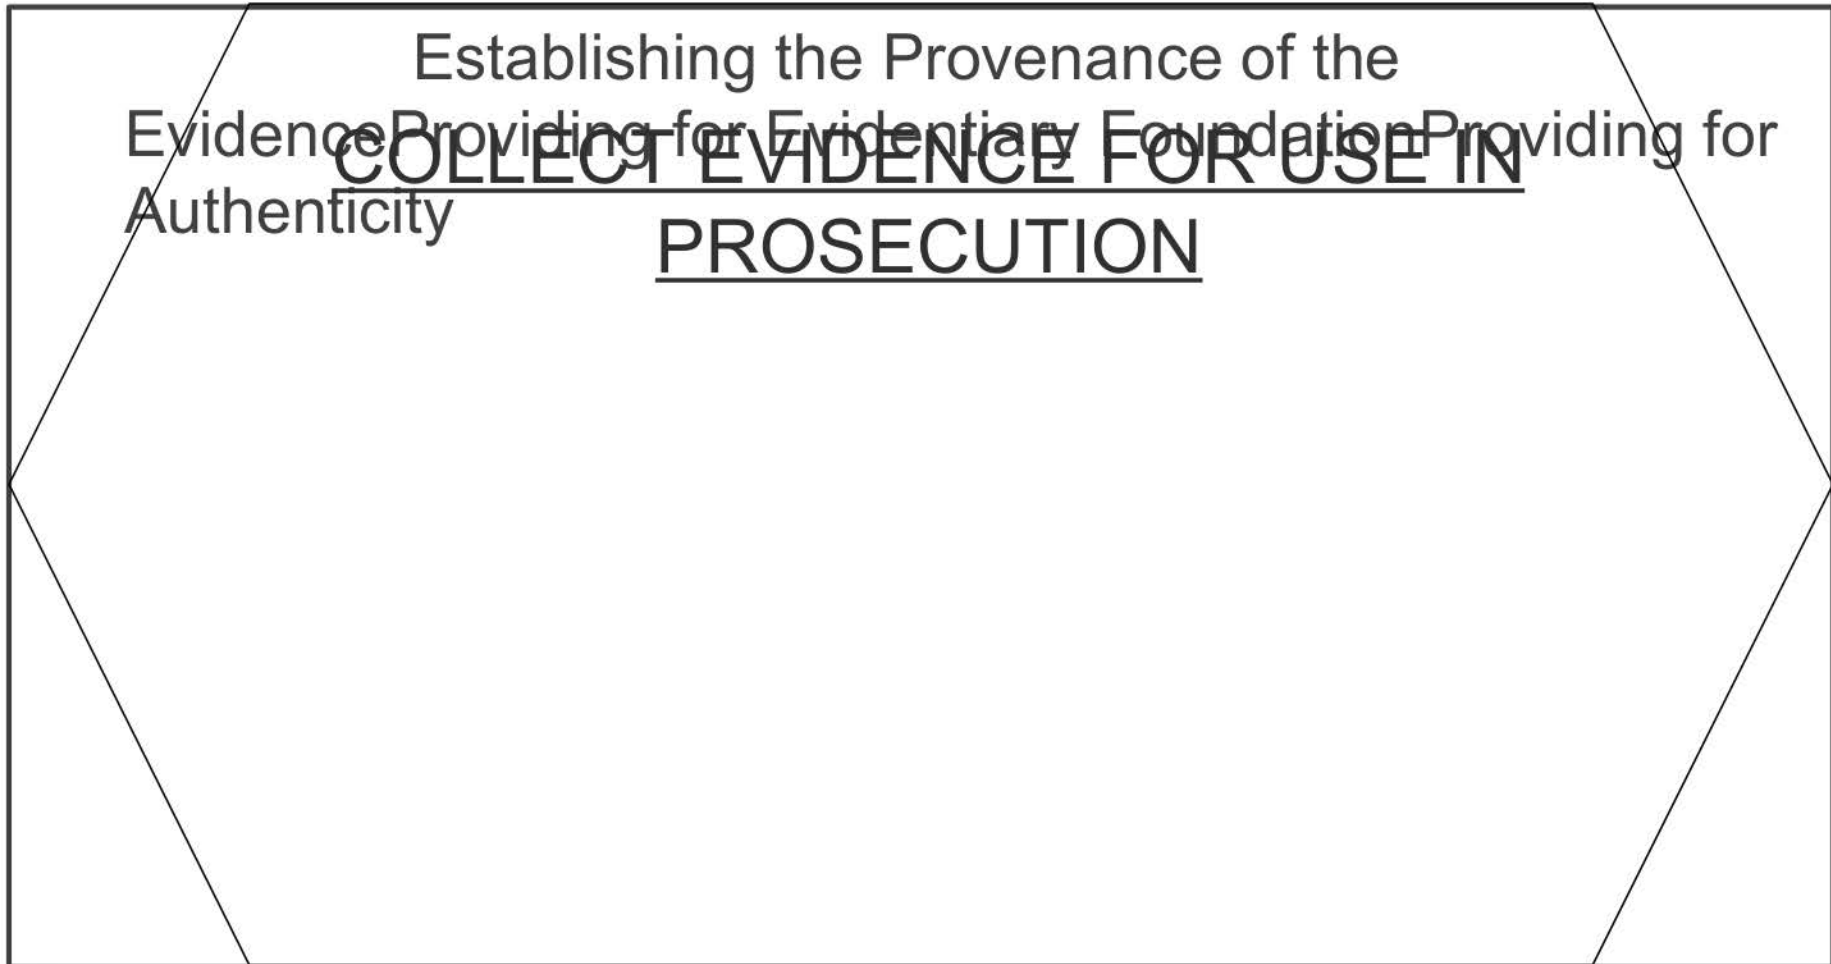 Establishing the Provenance of the
EvidenceProviding for Evidentiary FoundationProviding for
Authenticity
COLLECT EVIDENCE FOR USE IN
PROSECUTION